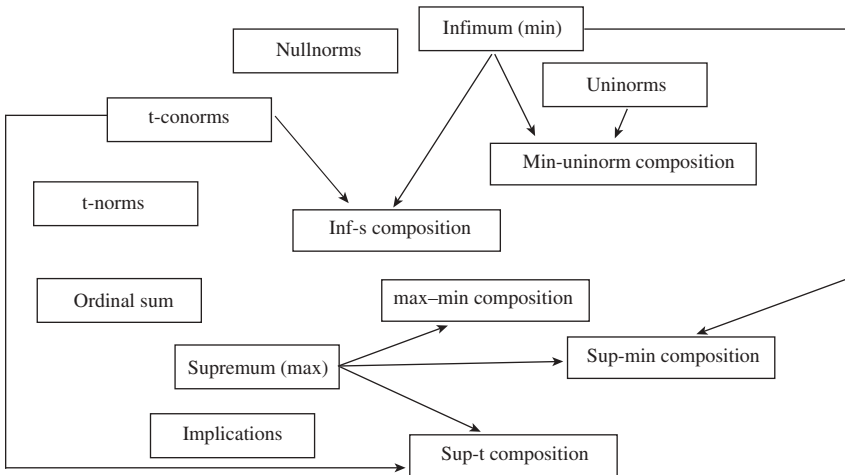 Infimum (min)
Nullnorms
Uninorms
t-conorms
Min-uninorm composition
t-norms
Inf-s composition
Ordinal sum
max–min composition
Supremum (max)
Sup-min composition
Implications
Sup-t composition